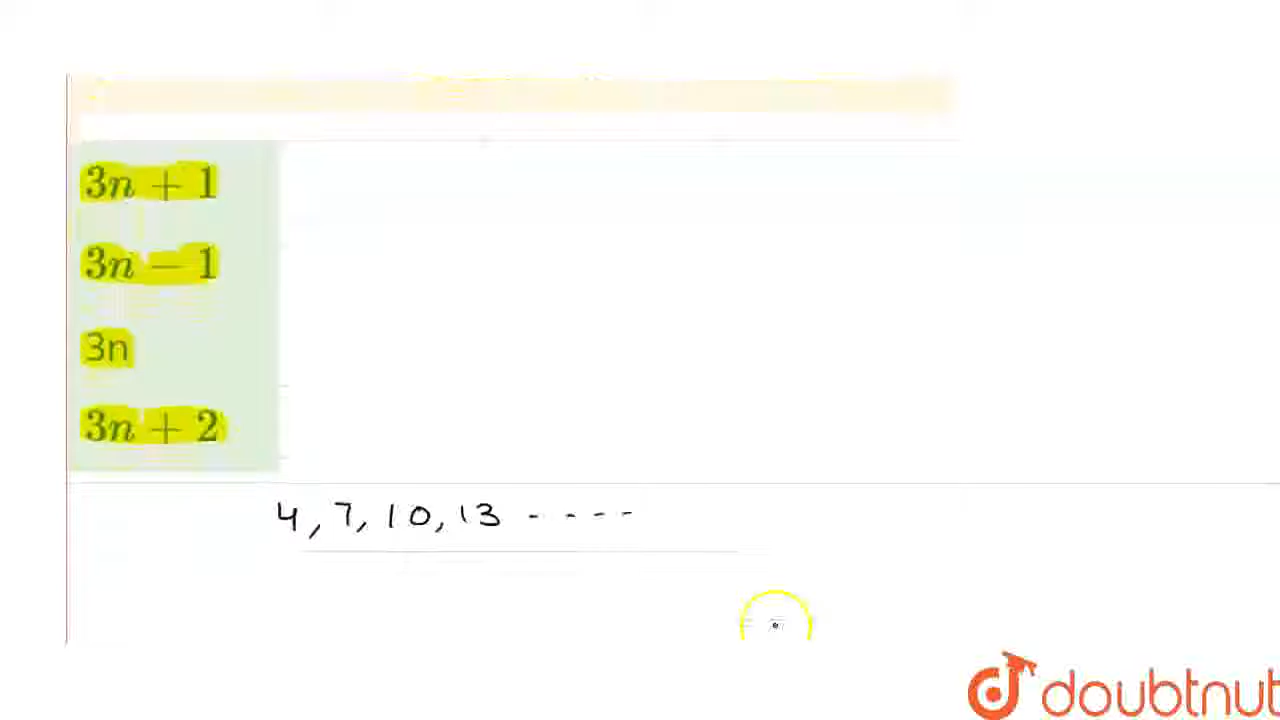 3n + 1
3n − 1
3n
3n + 2
4, 7, 10, 13 - - - -
doubtnut